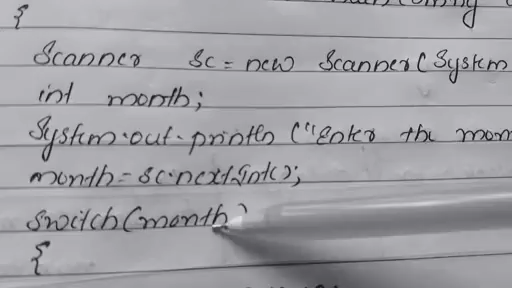 {
Scanner sc = new Scanner(System
int month;
System.out.println ("Enter the mon
month = sc.nextInt();
switch(month)
{